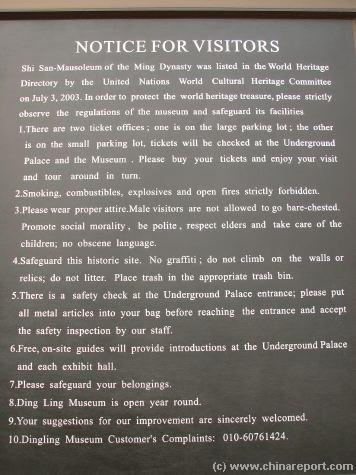 NOTICE FOR VISITORS
Shi San-Mausoleum of the Ming Dynasty was listed in the World Heritage
Directory by the United Nations World Cultural Heritage Committee
on July 3, 2003. In order to protect the world heritage treasure, please strictly
observe the regulations of the museum and safeguard its facilities
1.There are two ticket offices; one is on the large parking lot; the other
is on the small parking lot, tickets will be checked at the Underground
Palace and the Museum. Please buy your tickets and enjoy your visit
and tour around in turn.
2.Smoking, combustibles, explosives and open fires strictly forbidden.
3.Please wear proper attire.Male visitors are not allowed to go bare-chested.
Promote social morality, be polite, respect elders and take care of the
children; no obscene language.
4.Safeguard this historic site. No graffiti; do not climb on the walls or
relics; do not litter. Place trash in the appropriate trash bin.
5.There is a safety check at the Underground Palace entrance; please put
all metal articles into your bag before reaching the entrance and accept
the safety inspection by our staff.
6.Free, on-site guides will provide introductions at the Underground Palace
and each exhibit hall.
7.Please safeguard your belongings.
8.Ding Ling Museum is open year round.
9.Your suggestions for our improvement are sincerely welcomed.
10.Dingling Museum Customer's Complaints: 010-60761424.
(c) www.chinareport.com